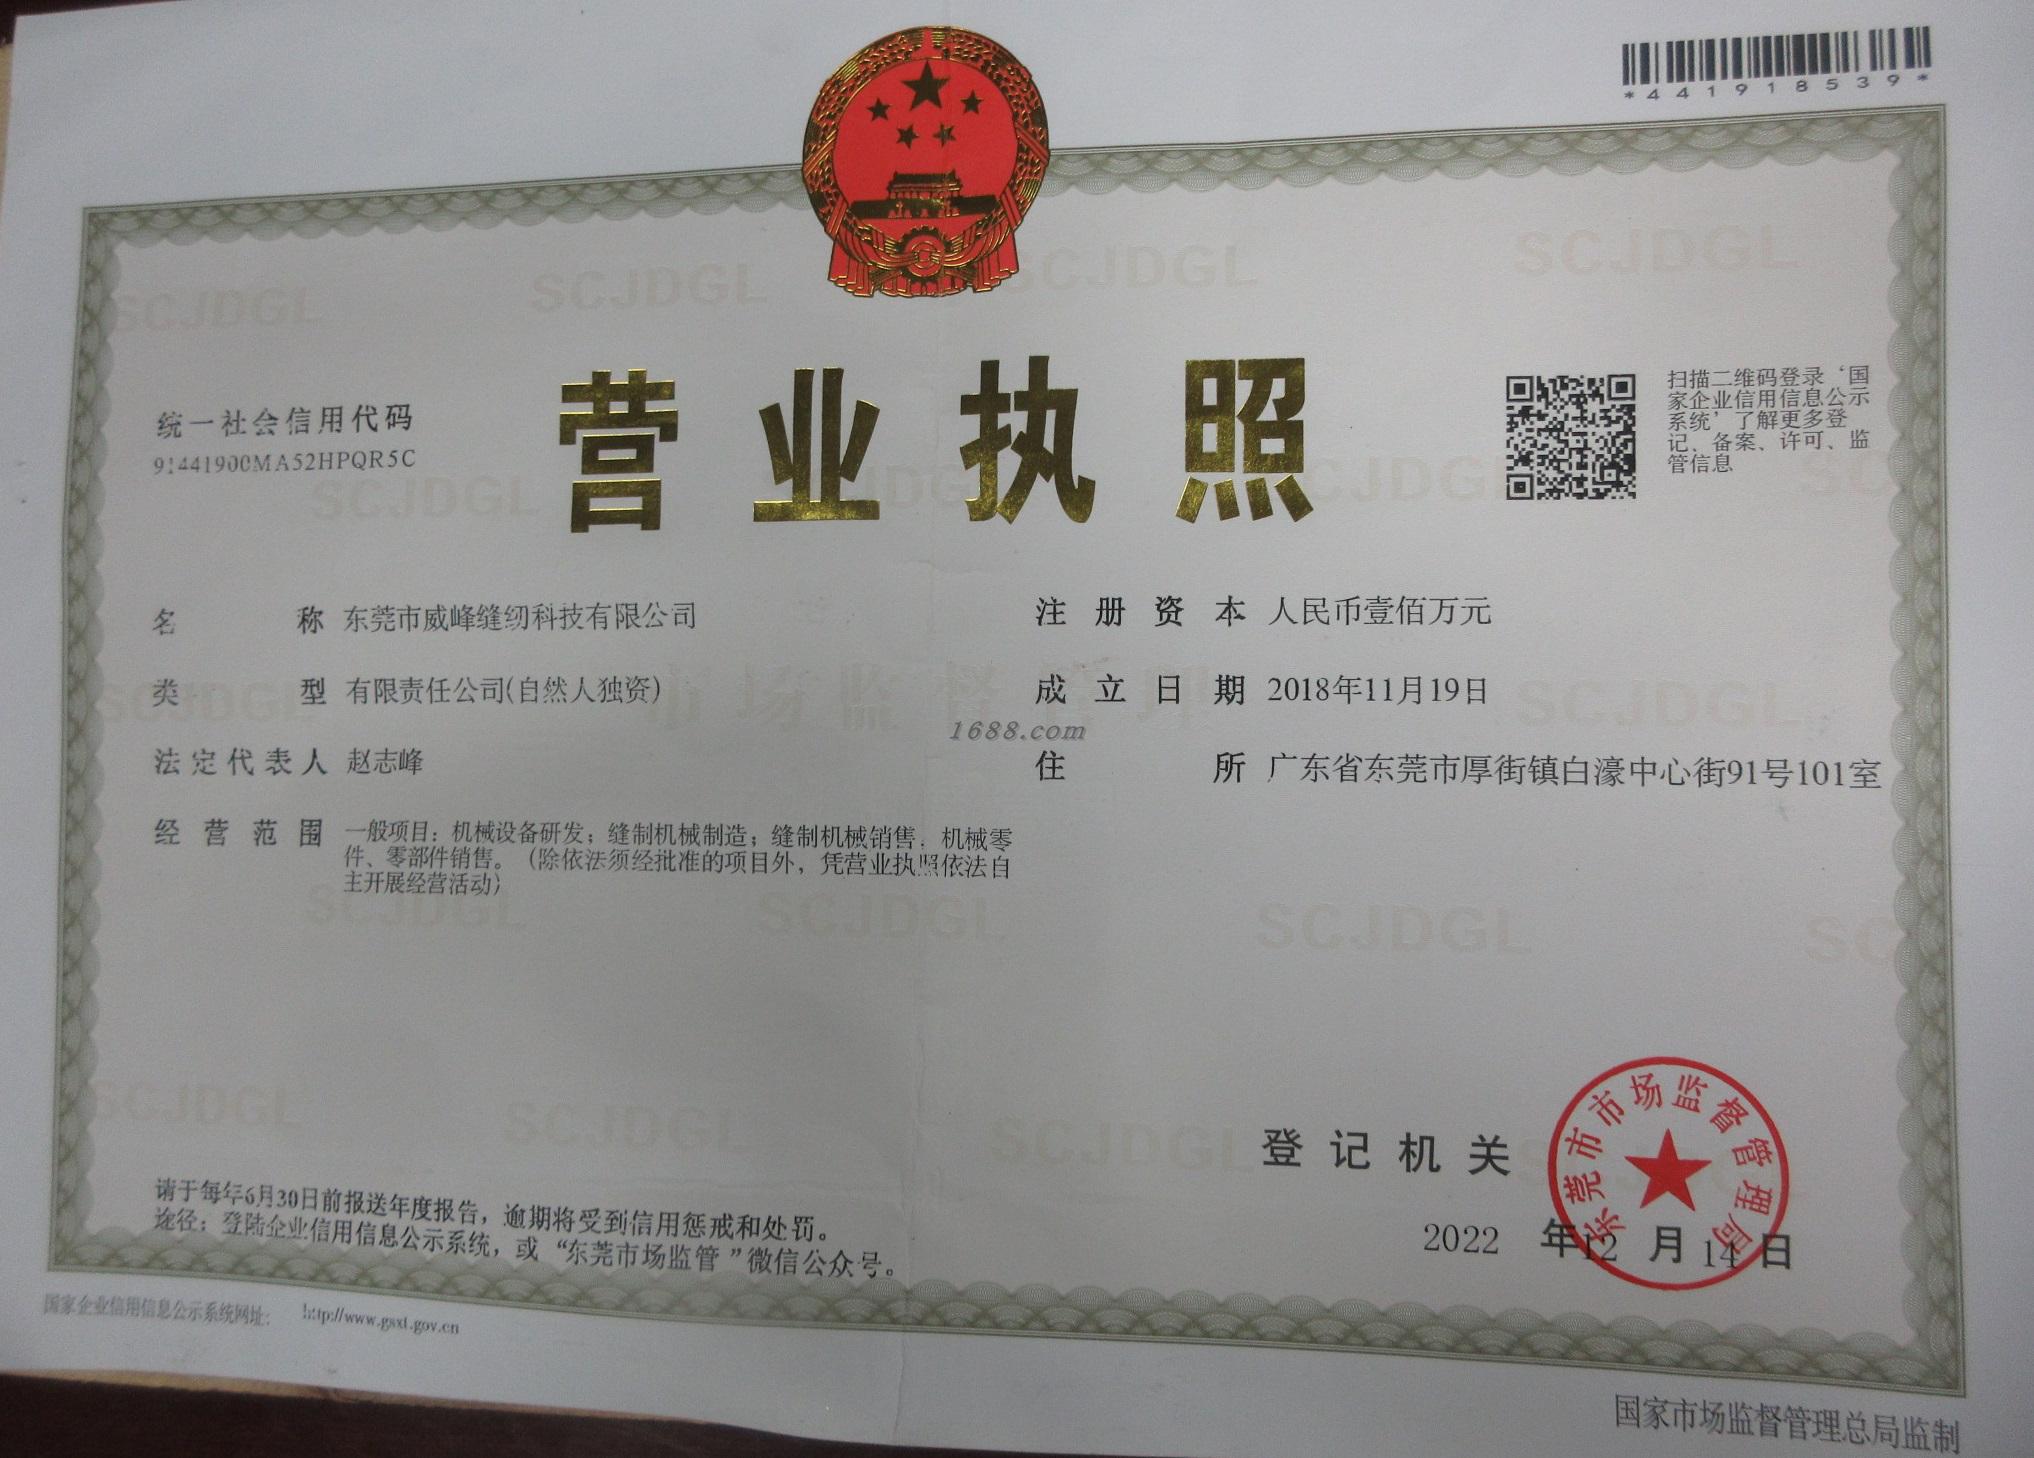 *441918539*
营业执照
统一社会信用代码
91441900MA52HPQR5C
扫描二维码登录‘国
家企业信用信息公示
系统’了解更多登
记、备案、许可、监
管信息
名称 东莞市威峰缝纫科技有限公司
类型 有限责任公司(自然人独资)
法定代表人 赵志峰
经营范围 一般项目：机械设备研发；缝制机械制造；缝制机械销售；机械零
件、零部件销售。（除依法须经批准的项目外，凭营业执照依法自
主开展经营活动）
注册资本 人民币壹佰万元
成立日期 2018年11月19日
住所 广东省东莞市厚街镇白濠中心街91号101室
1688.com
登记机关
东莞市市场监督管理局
2022 年12 月 14 日
请于每年6月30日前报送年度报告，逾期将受到信用惩戒和处罚。
途径：登陆企业信用信息公示系统，或“东莞市场监管”微信公众号。
国家企业信用信息公示系统网址： http://www.gsxt.gov.cn
国家市场监督管理总局监制
SCJDGL